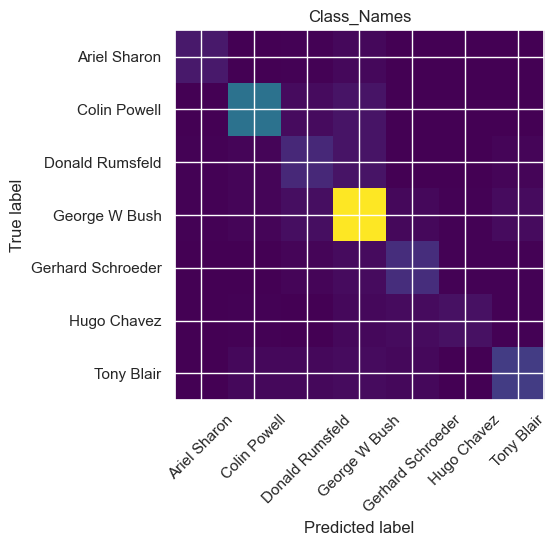 Class_Names
True label
Ariel Sharon
Colin Powell
Donald Rumsfeld
George W Bush
Gerhard Schroeder
Hugo Chavez
Tony Blair
Ariel Sharon
Colin Powell
Donald Rumsfeld
George W Bush
Gerhard Schroeder
Hugo Chavez
Tony Blair
Predicted label